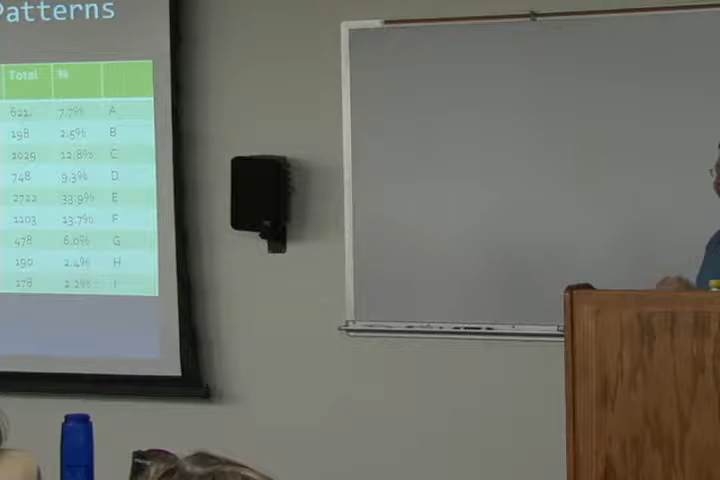 Patterns
Total %
621 7.7% A
198 2.5% B
1029 12.8% C
748 9.3% D
2722 33.9% E
1103 13.7% F
478 6.0% G
190 2.4% H
178 2.2% I